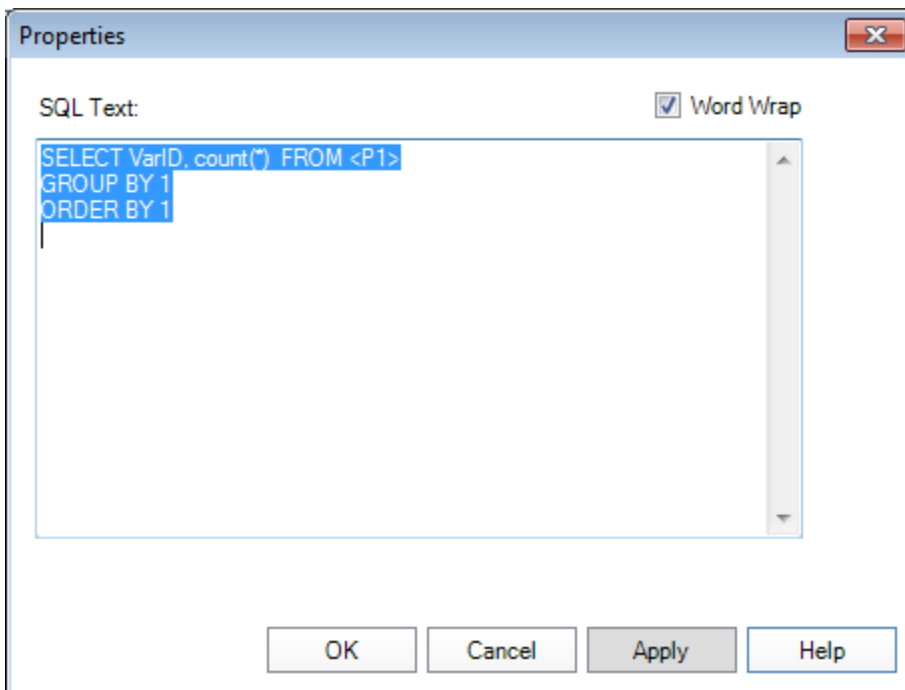 Properties
SQL Text:
Word Wrap
SELECT VarID, count(*)  FROM <P1>
GROUP BY 1
ORDER BY 1
OK
Cancel
Apply
Help